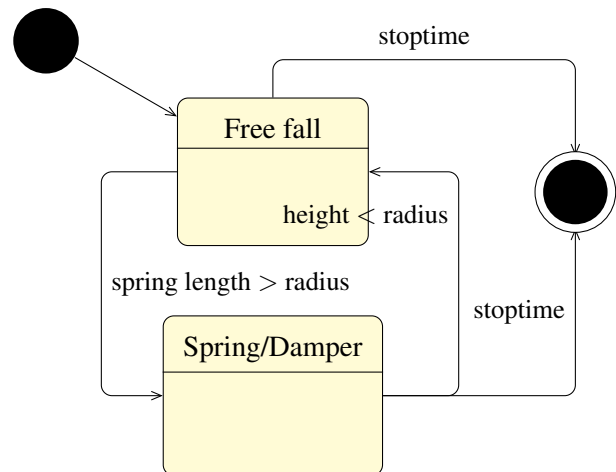 stoptime
Free fall
height < radius
spring length > radius
stoptime
Spring/Damper